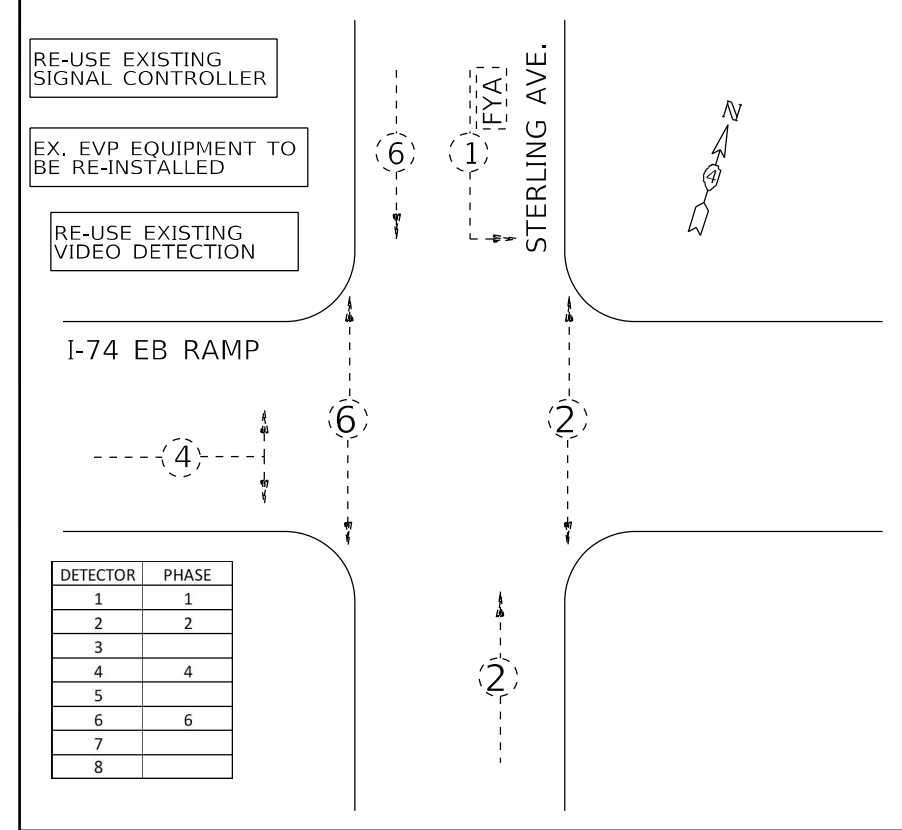 RE-USE EXISTING
SIGNAL CONTROLLER
EX. EVP EQUIPMENT TO
BE RE-INSTALLED
RE-USE EXISTING
VIDEO DETECTION
6
1
FYA
STERLING AVE.
N
4
I-74 EB RAMP
4
6
2
2
DETECTOR PHASE
1 1
2 2
3
4 4
5
6 6
7
8